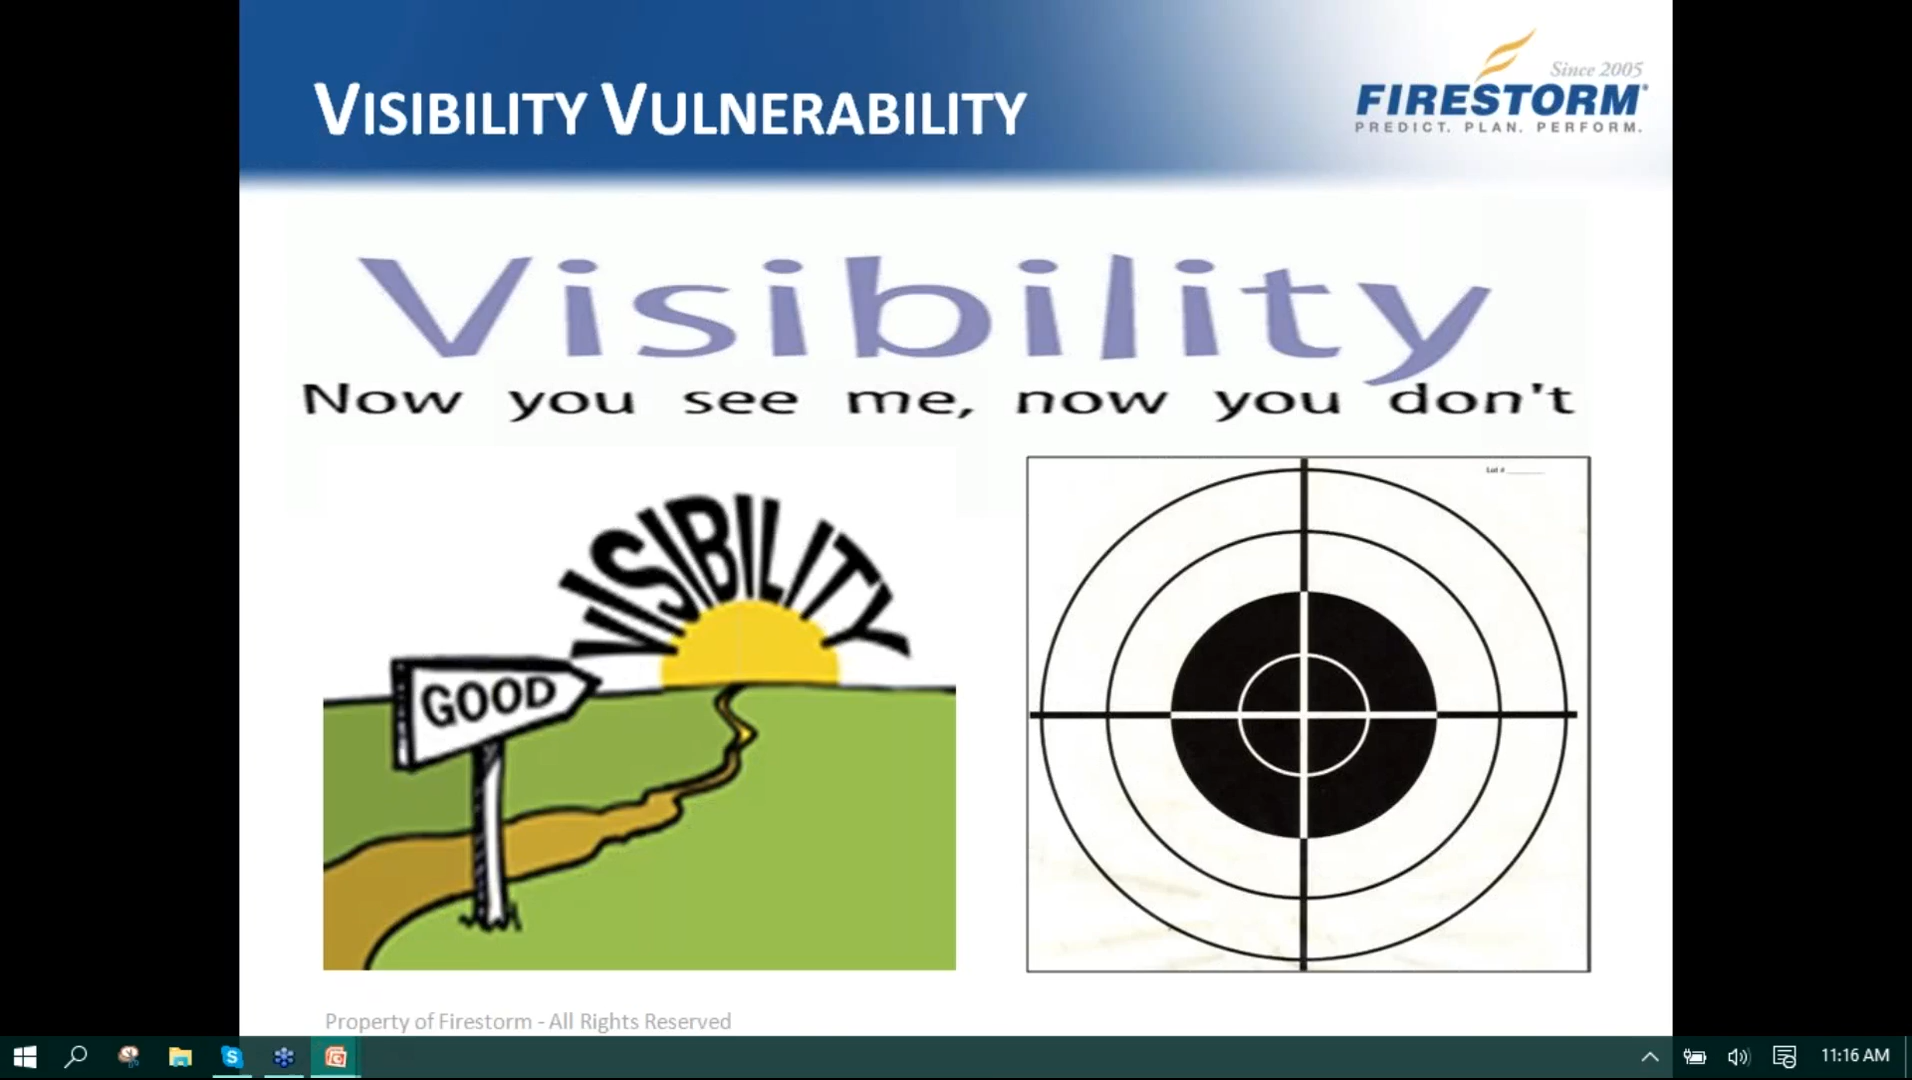 VISIBILITY VULNERABILITY
Since 2005
FIRESTORM®
PREDICT. PLAN. PERFORM.
Visibility
Now you see me, now you don't
VISIBILITY
GOOD
Lot # ______
Property of Firestorm - All Rights Reserved
11:16 AM